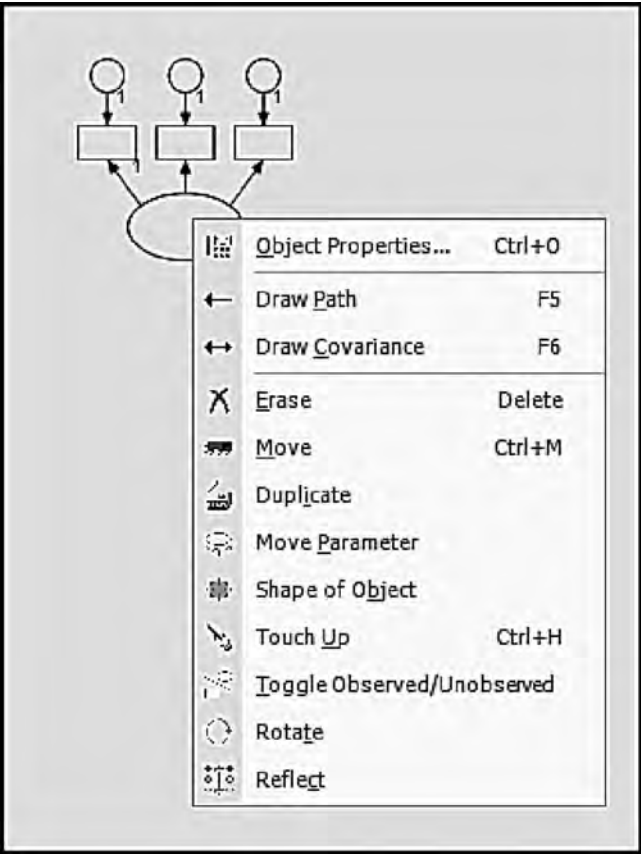 1 1 1
1
Object Properties... Ctrl+O
Draw Path F5
Draw Covariance F6
Erase Delete
Move Ctrl+M
Duplicate
Move Parameter
Shape of Object
Touch Up Ctrl+H
Toggle Observed/Unobserved
Rotate
Reflect